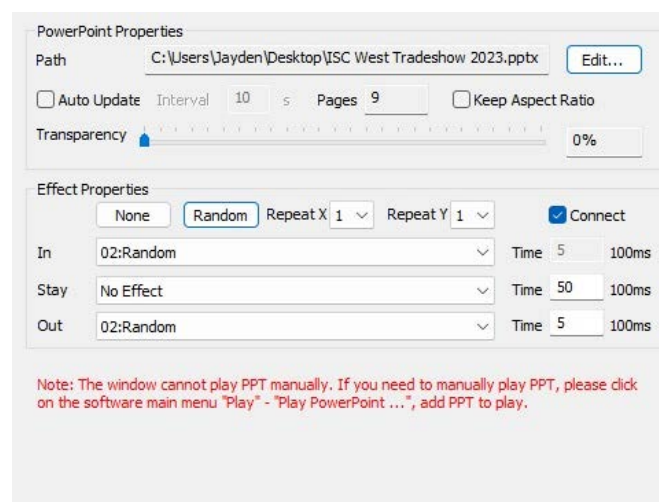 PowerPoint Properties
Path C:\Users\Jayden\Desktop\ISC West Tradeshow 2023.pptx Edit...
Auto Update Interval 10 s Pages 9 Keep Aspect Ratio
Transparency 0%
Effect Properties
None Random Repeat X 1 Repeat Y 1 Connect
In 02:Random Time 5 100ms
Stay No Effect Time 50 100ms
Out 02:Random Time 5 100ms
Note: The window cannot play PPT manually. If you need to manually play PPT, please click
on the software main menu "Play" - "Play PowerPoint ...", add PPT to play.